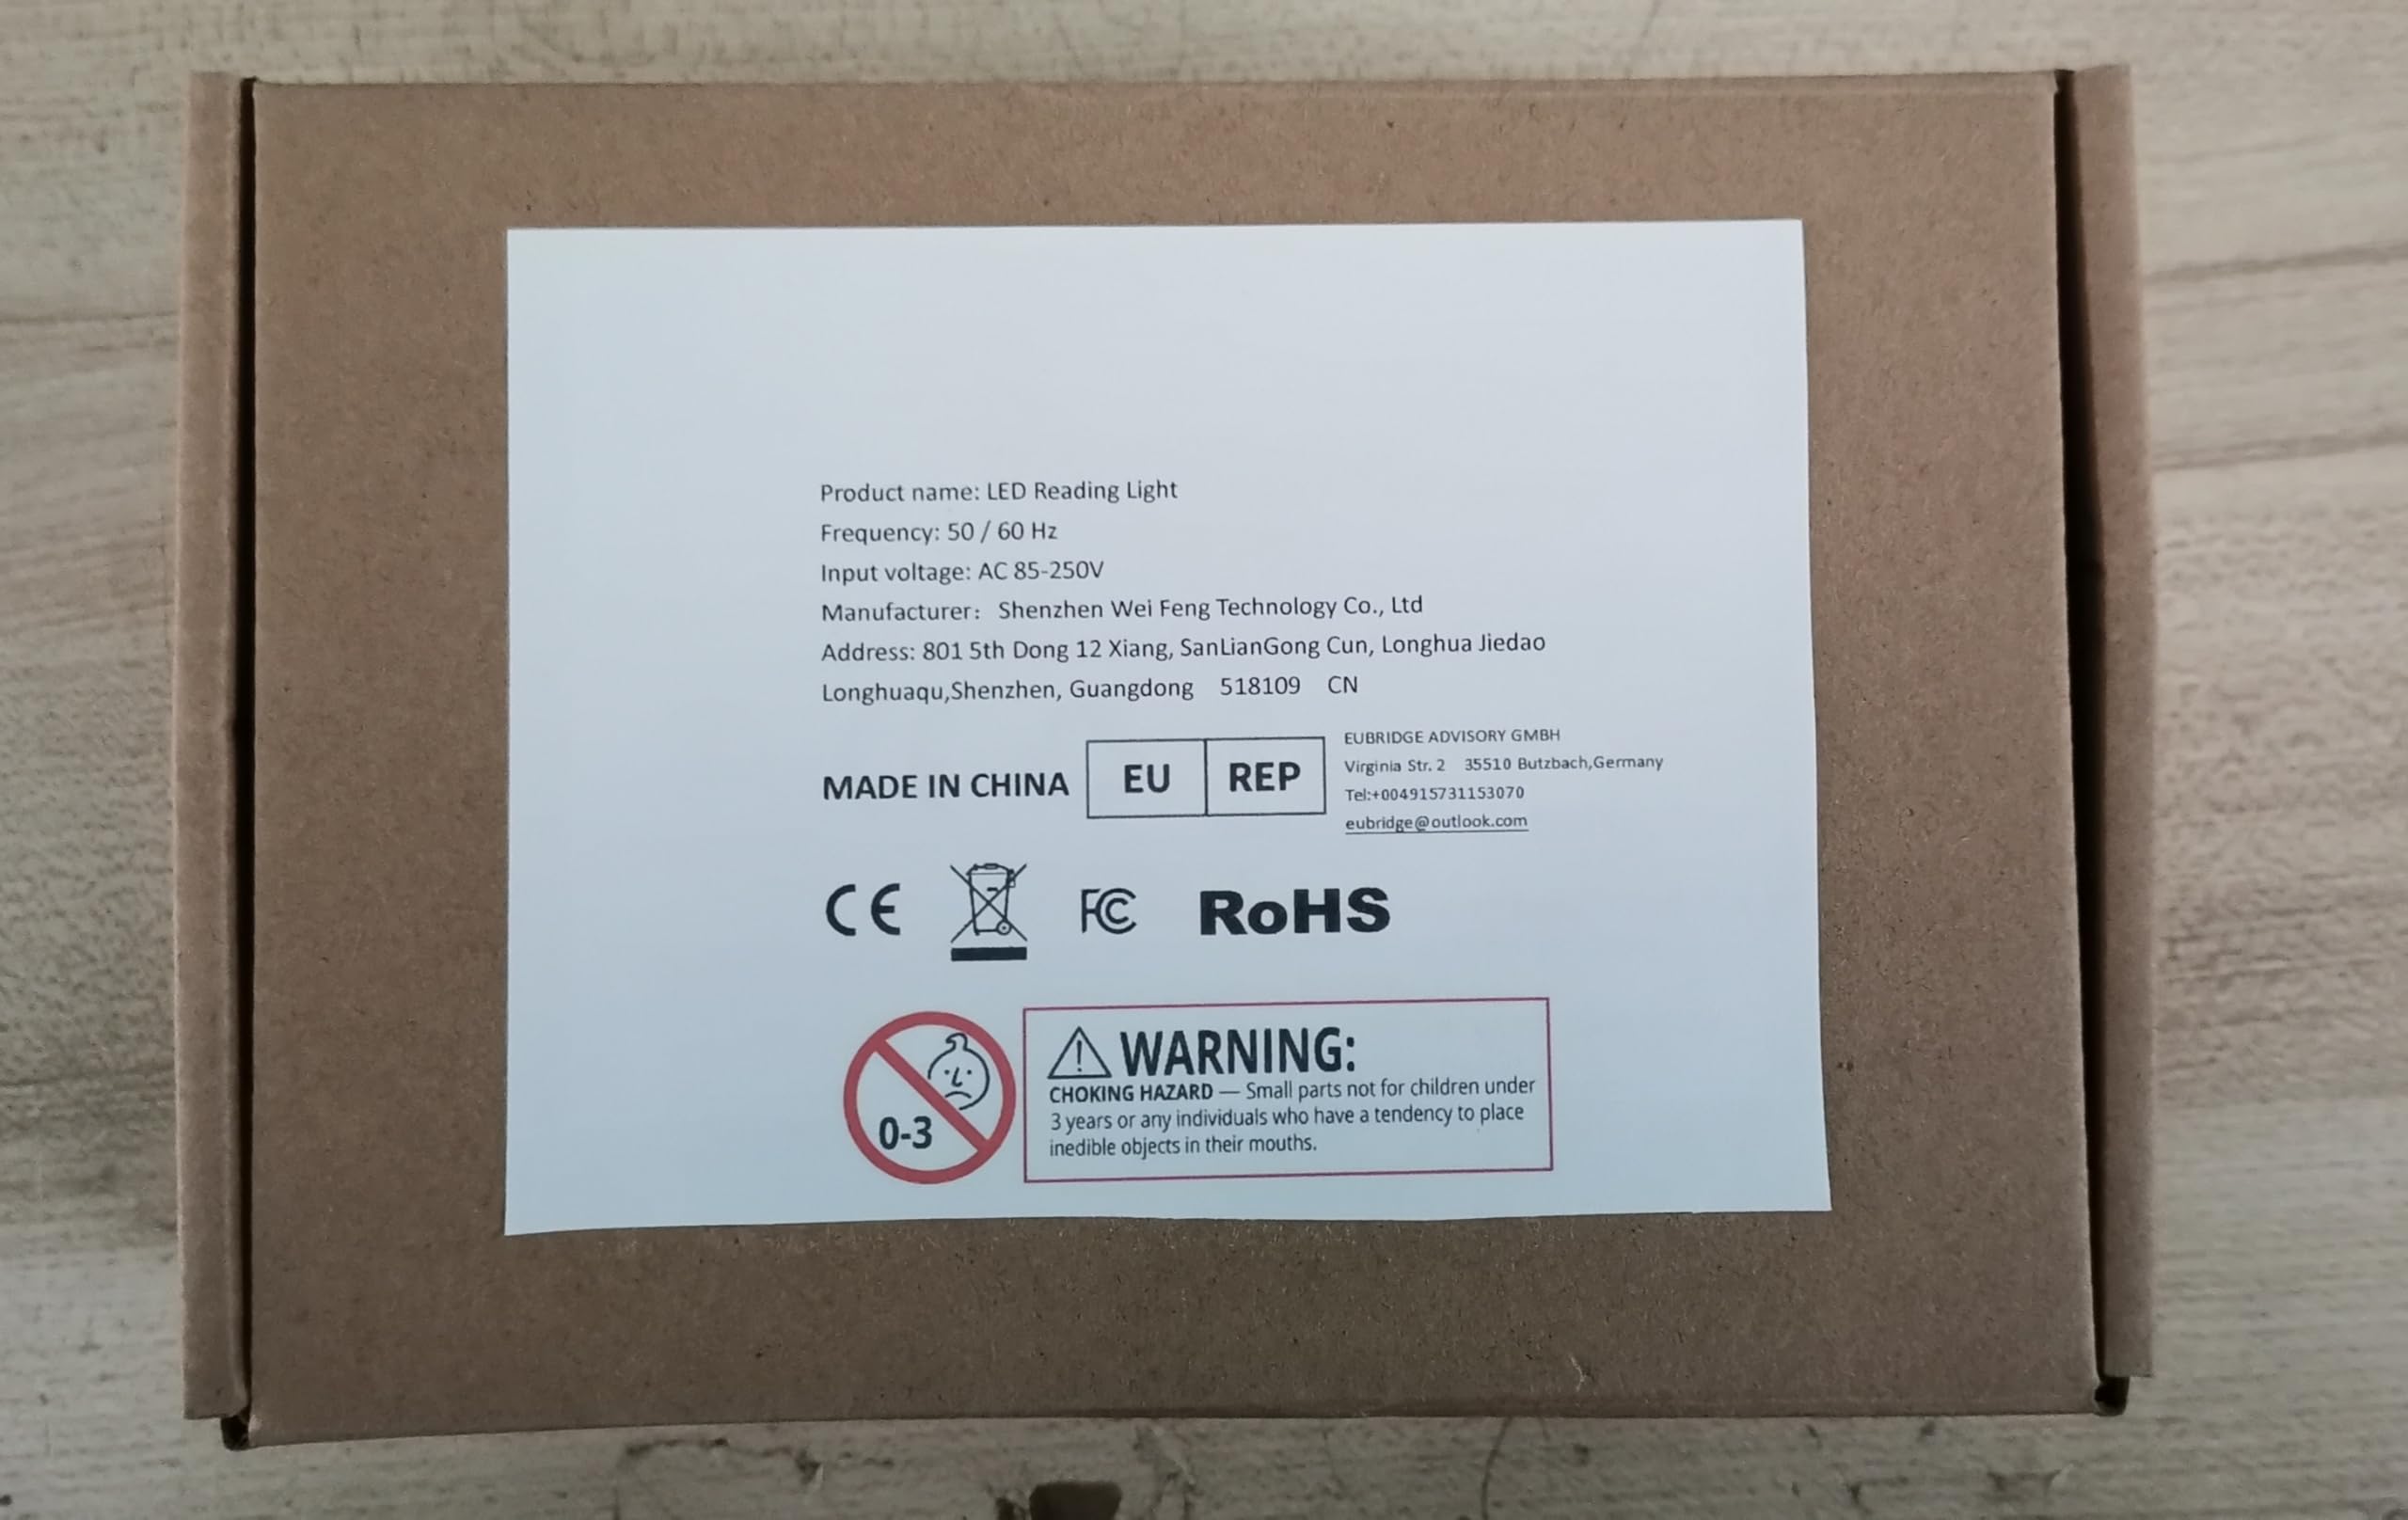 Product name: LED Reading Light
Frequency: 50 / 60 Hz
Input voltage: AC 85-250V
Manufacturer： Shenzhen Wei Feng Technology Co., Ltd
Address: 801 5th Dong 12 Xiang, SanLianGong Cun, Longhua Jiedao
Longhuaqu,Shenzhen, Guangdong 518109 CN
MADE IN CHINA
EU REP
EUBRIDGE ADVISORY GMBH
Virginia Str. 2 35510 Butzbach,Germany
Tel:+004915731153070
eubridge@outlook.com
CE FC RoHS
0-3
WARNING:
CHOKING HAZARD — Small parts not for children under
3 years or any individuals who have a tendency to place
inedible objects in their mouths.